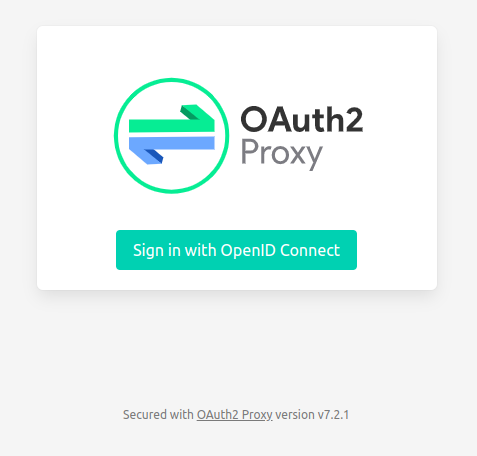 OAuth2
Proxy
Sign in with OpenID Connect
Secured with OAuth2 Proxy version v7.2.1